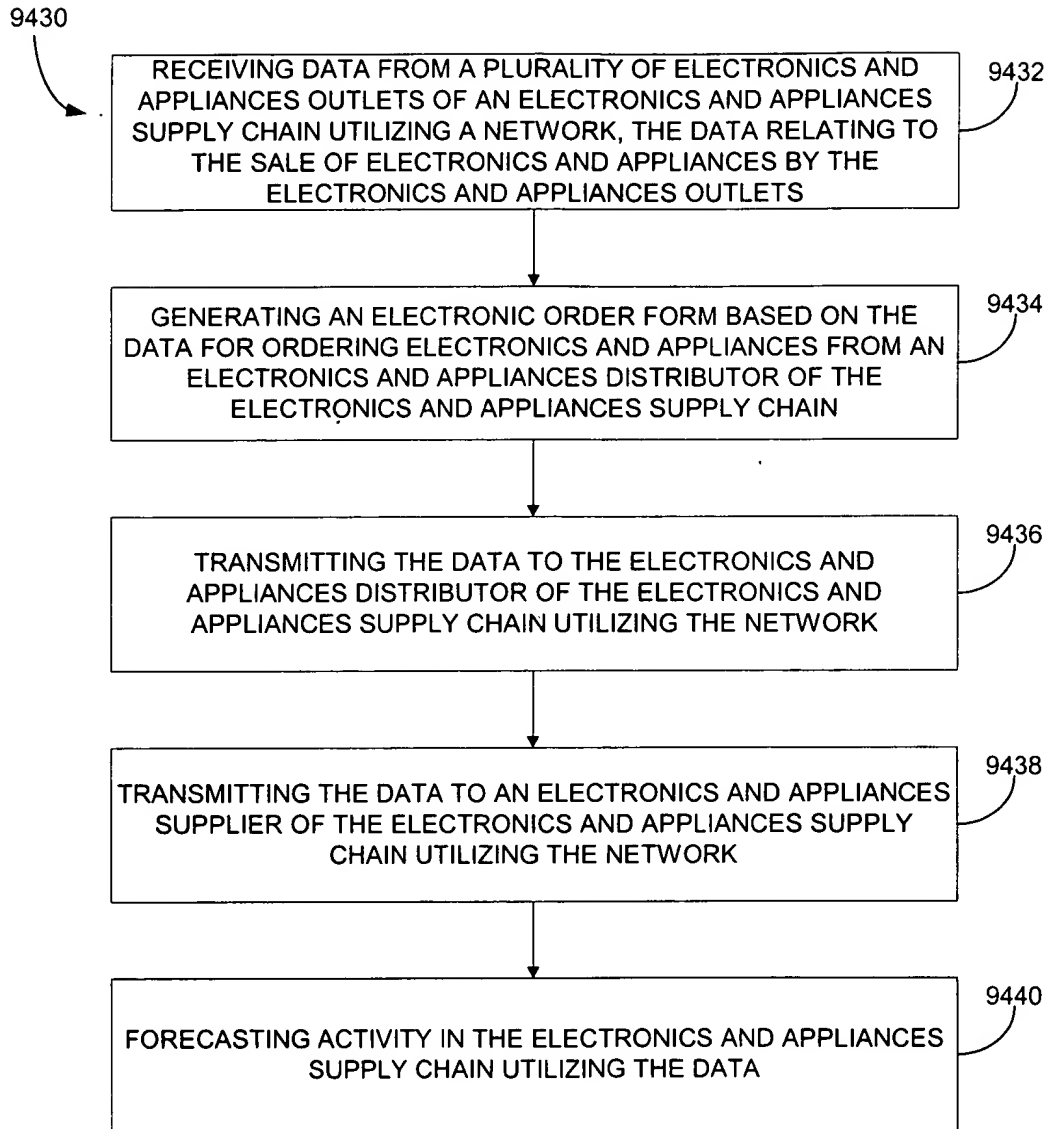 9430
RECEIVING DATA FROM A PLURALITY OF ELECTRONICS AND
APPLIANCES OUTLETS OF AN ELECTRONICS AND APPLIANCES
SUPPLY CHAIN UTILIZING A NETWORK, THE DATA RELATING TO
THE SALE OF ELECTRONICS AND APPLIANCES BY THE
ELECTRONICS AND APPLIANCES OUTLETS
9432
GENERATING AN ELECTRONIC ORDER FORM BASED ON THE
DATA FOR ORDERING ELECTRONICS AND APPLIANCES FROM AN
ELECTRONICS AND APPLIANCES DISTRIBUTOR OF THE
ELECTRONICS AND APPLIANCES SUPPLY CHAIN
9434
TRANSMITTING THE DATA TO THE ELECTRONICS AND
APPLIANCES DISTRIBUTOR OF THE ELECTRONICS AND
APPLIANCES SUPPLY CHAIN UTILIZING THE NETWORK
9436
TRANSMITTING THE DATA TO AN ELECTRONICS AND APPLIANCES
SUPPLIER OF THE ELECTRONICS AND APPLIANCES SUPPLY
CHAIN UTILIZING THE NETWORK
9438
FORECASTING ACTIVITY IN THE ELECTRONICS AND APPLIANCES
SUPPLY CHAIN UTILIZING THE DATA
9440